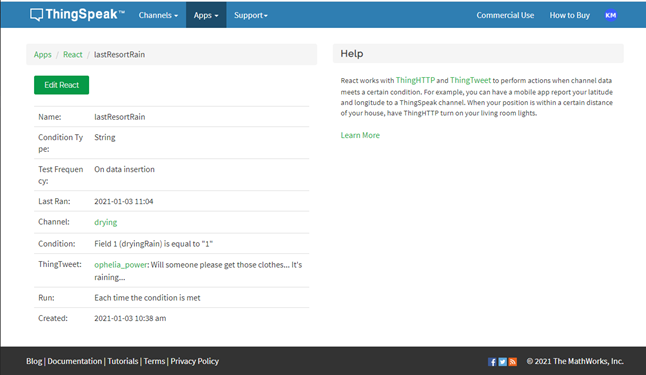 ThingSpeak™ Channels Apps Support Commercial Use How to Buy KM
Apps / React / lastResortRain
Help
Edit React
React works with ThingHTTP and ThingTweet to perform actions when channel data
meets a certain condition. For example, you can have a mobile app report your latitude
and longitude to a ThingSpeak channel. When your position is within a certain distance
of your house, have ThingHTTP turn on your living room lights.
Learn More
Name: lastResortRain
Condition Ty
pe: String
Test Frequen
cy: On data insertion
Last Ran: 2021-01-03 11:04
Channel: drying
Condition: Field 1 (dryingRain) is equal to "1"
ThingTweet: ophelia_power: Will someone please get those clothes... It's
raining...
Run: Each time the condition is met
Created: 2021-01-03 10:38 am
Blog | Documentation | Tutorials | Terms | Privacy Policy
© 2021 The MathWorks, Inc.